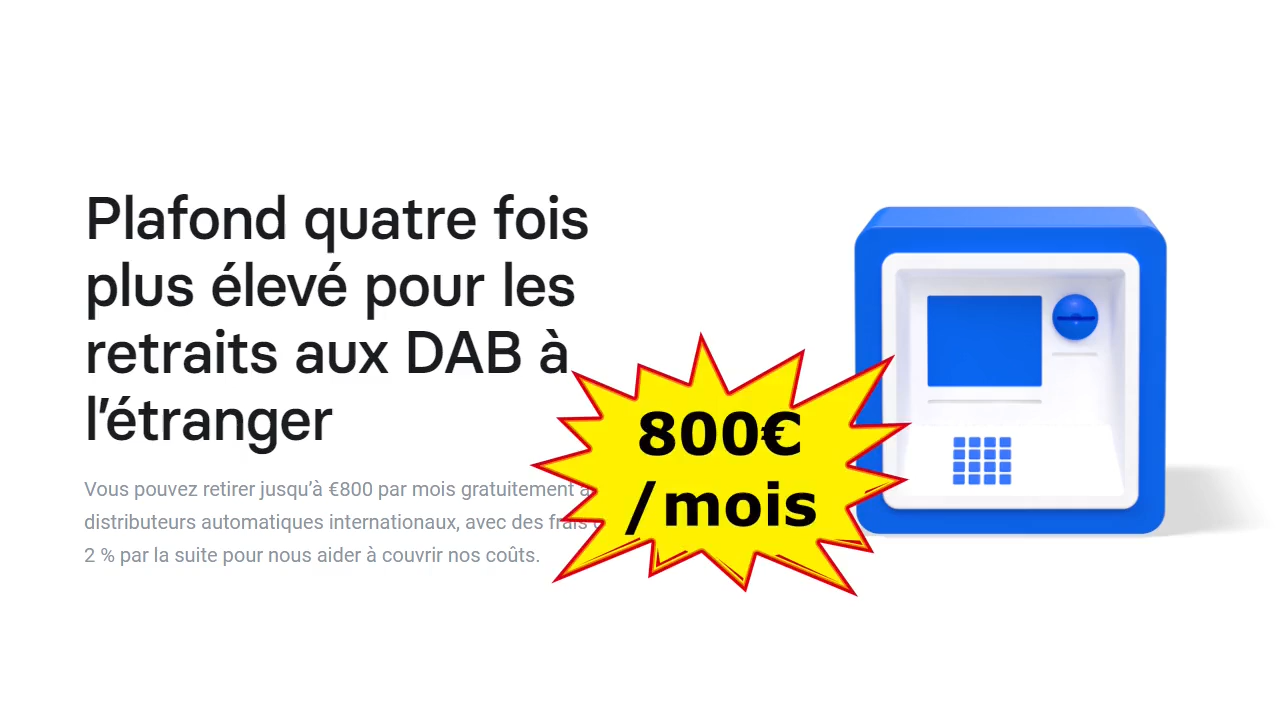 Plafond quatre fois
plus élevé pour les
retraits aux DAB à
l’étranger
800€
/mois
Vous pouvez retirer jusqu’à €800 par mois gratuitement
distributeurs automatiques internationaux, avec des frais
2 % par la suite pour nous aider à couvrir nos coûts.